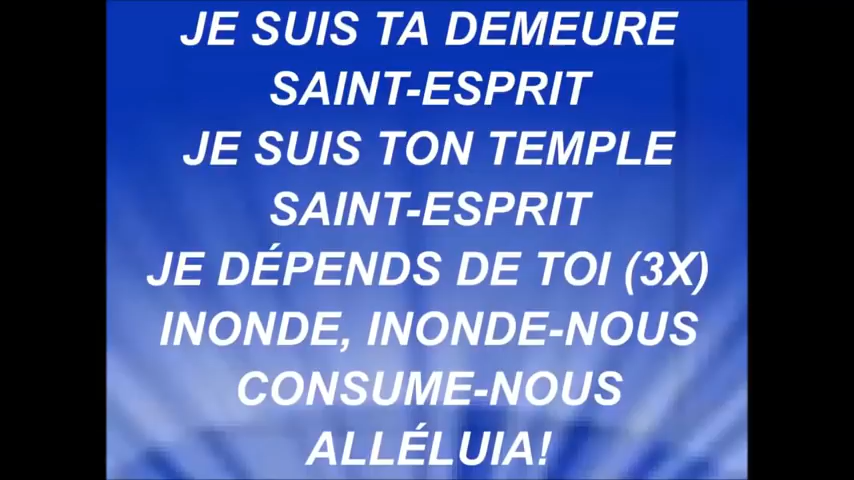 JE SUIS TA DEMEURE
SAINT-ESPRIT
JE SUIS TON TEMPLE
SAINT-ESPRIT
JE DÉPENDS DE TOI (3X)
INONDE, INONDE-NOUS
CONSUME-NOUS
ALLÉLUIA!